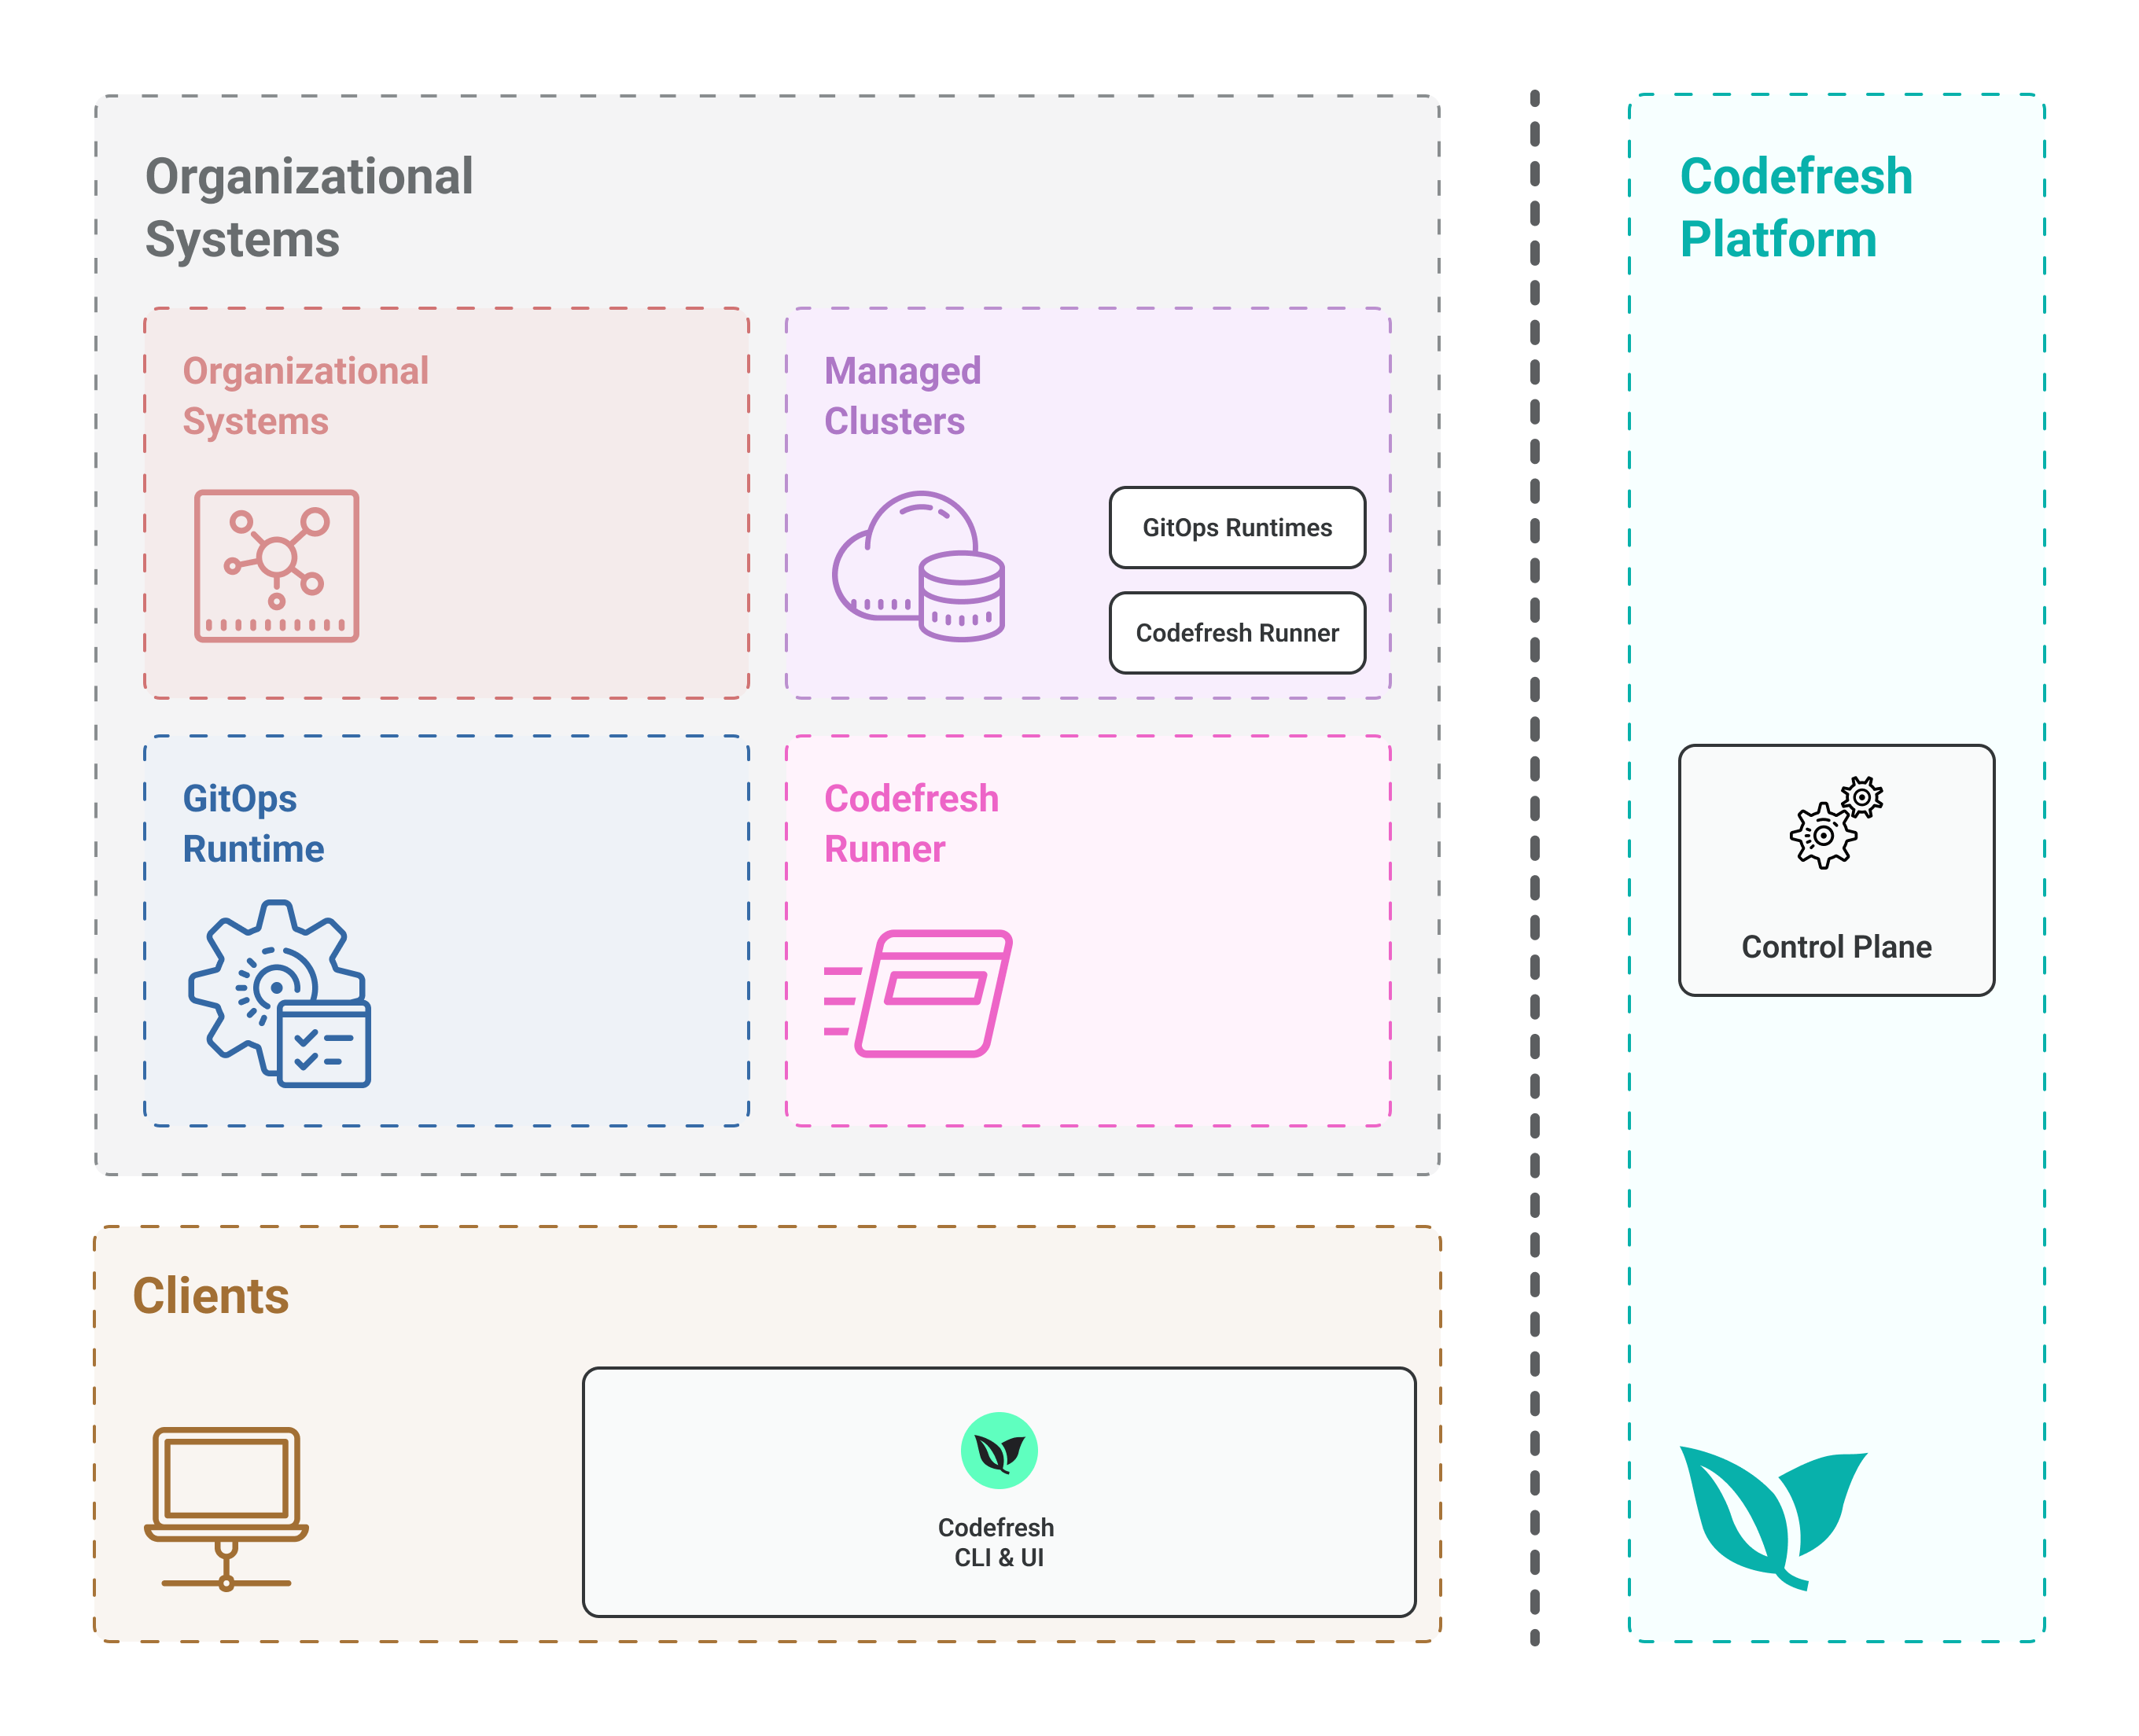 Organizational
Systems
Organizational
Systems
Managed
Clusters
GitOps Runtimes
Codefresh Runner
GitOps
Runtime
Codefresh
Runner
Clients
Codefresh
CLI & UI
Codefresh
Platform
Control Plane